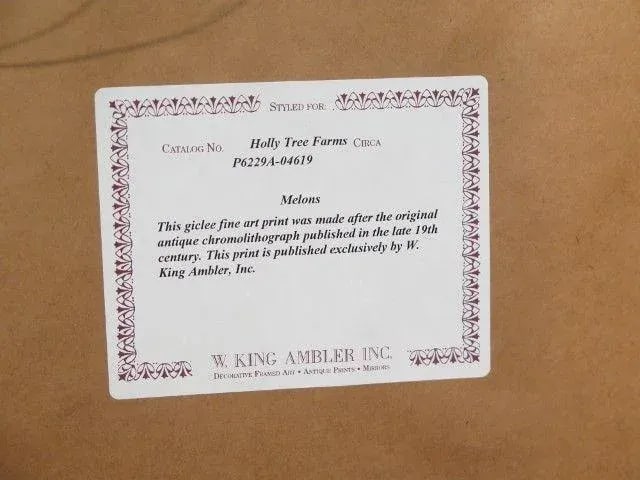 STYLED FOR:
Holly Tree Farms
CATALOG NO. CIRCA
P6229A-04619
Melons
This giclee fine art print was made after the original
antique chromolithograph published in the late 19th
century. This print is published exclusively by W.
King Ambler, Inc.
W. KING AMBLER INC.
DECORATIVE FRAMED ART • ANTIQUE PRINTS • MIRRORS